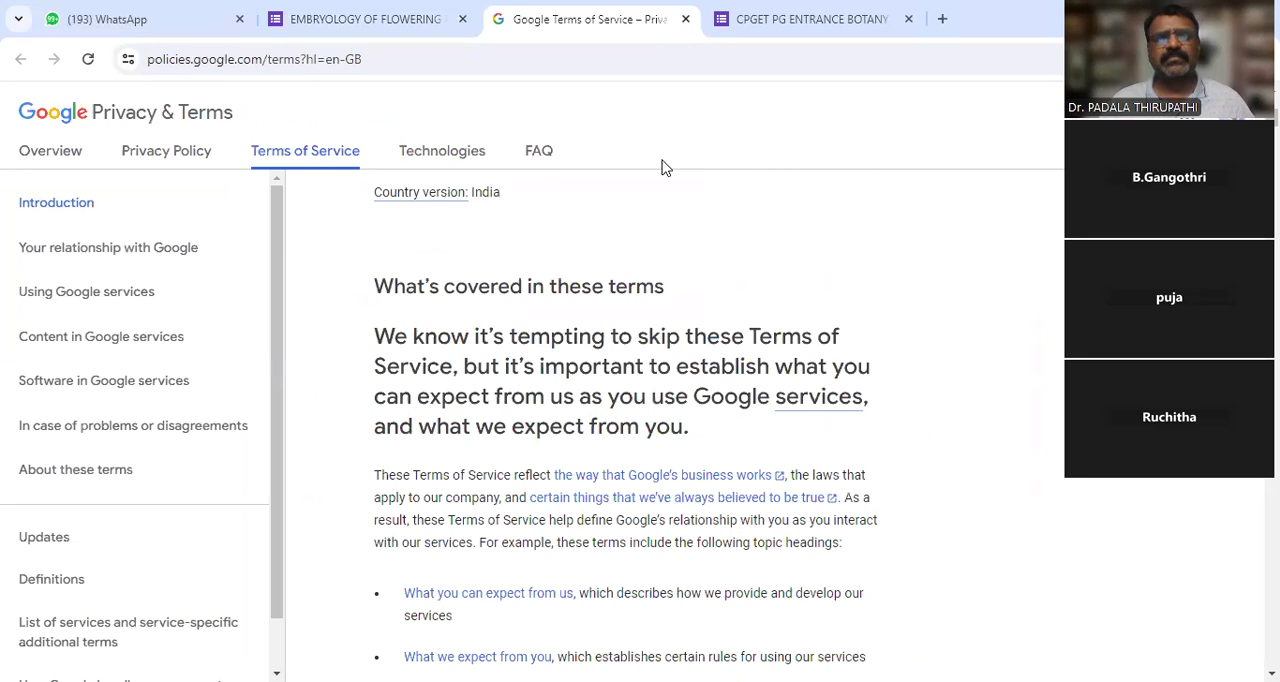 (193) WhatsApp
EMBRYOLOGY OF FLOWERING
Google Terms of Service – Priva
CPGET PG ENTRANCE BOTANY
policies.google.com/terms?hl=en-GB
Google Privacy & Terms
Overview
Privacy Policy
Terms of Service
Technologies
FAQ
Introduction
Your relationship with Google
Using Google services
Content in Google services
Software in Google services
In case of problems or disagreements
About these terms
Updates
Definitions
List of services and service-specific
additional terms
Country version: India
What's covered in these terms
We know it's tempting to skip these Terms of
Service, but it's important to establish what you
can expect from us as you use Google services,
and what we expect from you.
These Terms of Service reflect the way that Google's business works, the laws that
apply to our company, and certain things that we've always believed to be true. As a
result, these Terms of Service help define Google's relationship with you as you interact
with our services. For example, these terms include the following topic headings:
• What you can expect from us, which describes how we provide and develop our
services
• What we expect from you, which establishes certain rules for using our services
Dr. PADALA THIRUPATHI
B.Gangothri
puja
Ruchitha